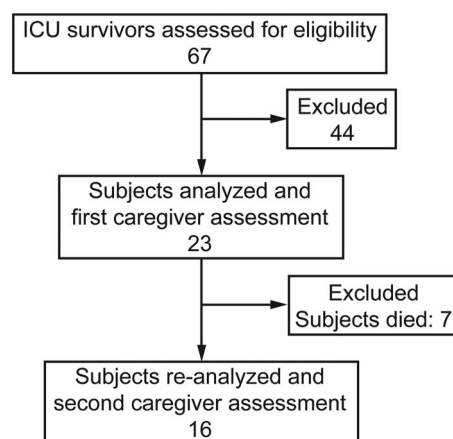 ICU survivors assessed for eligibility
67
Excluded
44
Subjects analyzed and
first caregiver assessment
23
Excluded
Subjects died: 7
Subjects re-analyzed and
second caregiver assessment
16